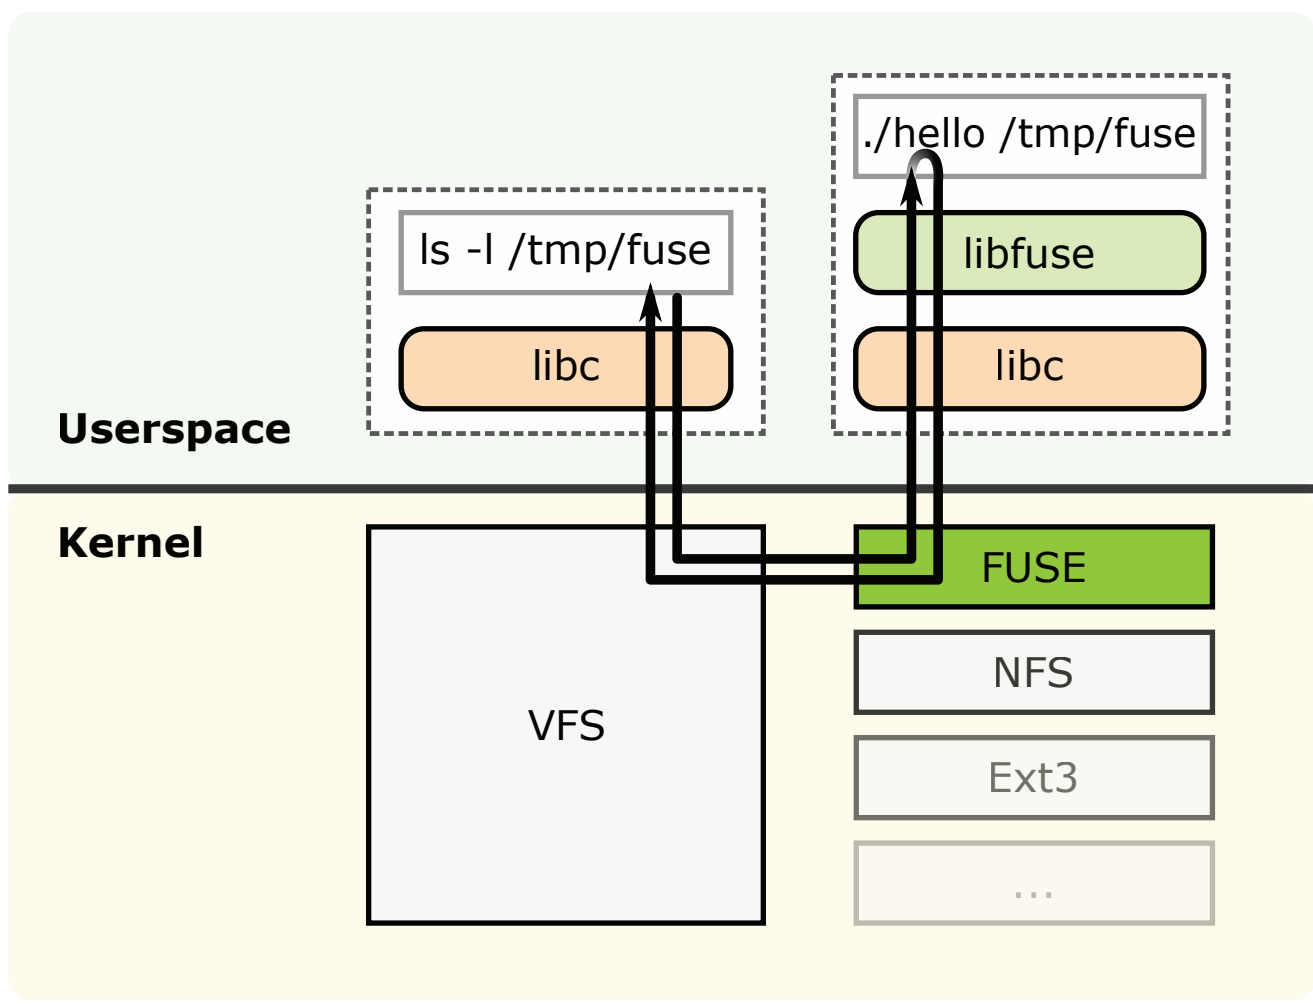 ./hello /tmp/fuse
ls -l /tmp/fuse
libfuse
libc
libc
Userspace
Kernel
FUSE
NFS
VFS
Ext3
...